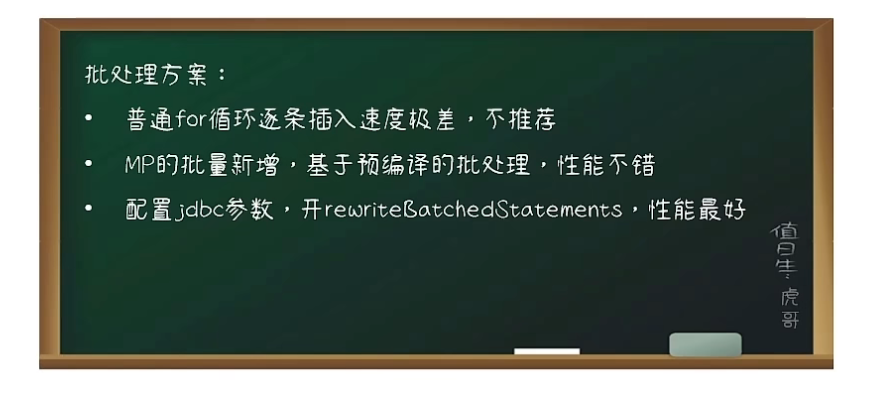 批处理方案：
• 普通for循环逐条插入速度极差，不推荐
• MP的批量新增，基于预编译的批处理，性能不错
• 配置jdbc参数，开rewriteBatchedStatements，性能最好
值日生：虎哥